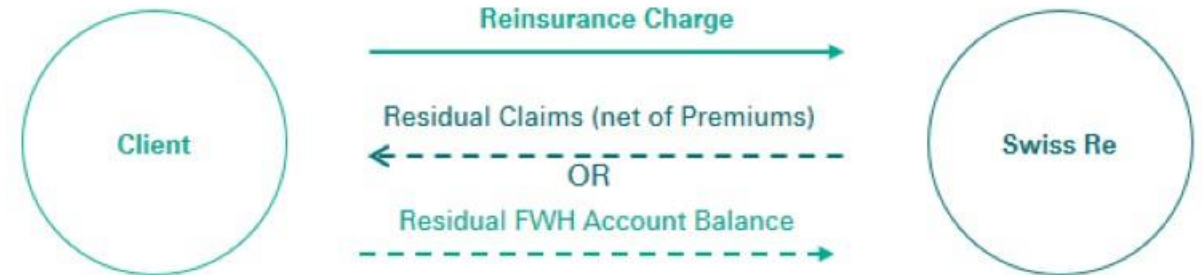 Reinsurance Charge
Client
Residual Claims (net of Premiums)
OR
Swiss Re
Residual FWH Account Balance